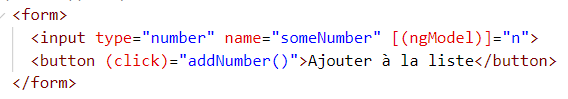 <form>
<input type="number" name="someNumber" [(ngModel)]="n">
<button (click)="addNumber()">Ajouter à la liste</button>
</form>